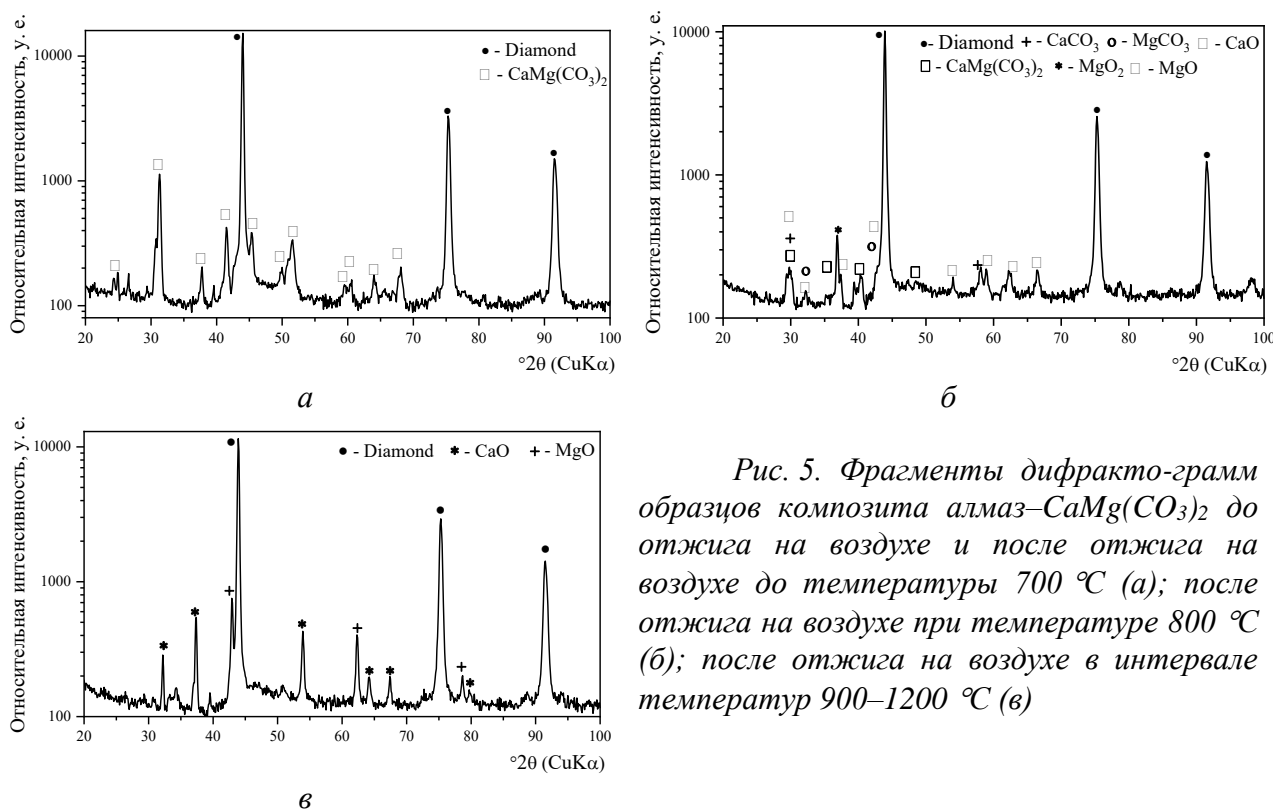 Относительная интенсивность, у. е.
10000
1000
100
● - Diamond
□ - CaMg(CO₃)₂
20 30 40 50 60 70 80 90 100
°2θ (CuKα)
а
Относительная интенсивность, у. е.
10000
1000
100
●- Diamond + - CaCO₃ o - MgCO₃ □ - CaO
□ - CaMg(CO₃)₂ * - MgO₂ □ - MgO
20 30 40 50 60 70 80 90 100
°2θ (CuKα)
б
Относительная интенсивность, у. е.
10000
1000
100
● - Diamond * - CaO + - MgO
20 30 40 50 60 70 80 90 100
°2θ (CuKα)
в
Рис. 5. Фрагменты дифракто-грамм
образцов композита алмаз–CaMg(CO₃)₂ до
отжига на воздухе и после отжига на
воздухе до температуры 700 ℃ (а); после
отжига на воздухе при температуре 800 ℃
(б); после отжига на воздухе в интервале
температур 900–1200 ℃ (в)